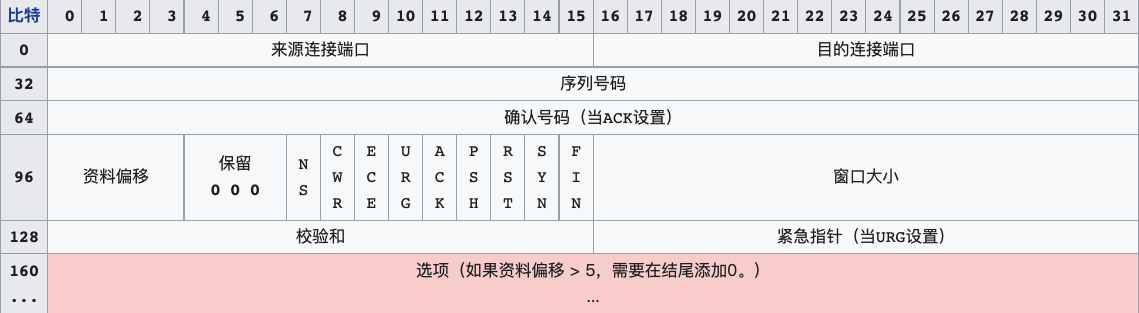 比特 0 1 2 3 4 5 6 7 8 9 10 11 12 13 14 15 16 17 18 19 20 21 22 23 24 25 26 27 28 29 30 31
0 来源连接端口 目的连接端口
32 序列号码
64 确认号码（当ACK设置）
96 资料偏移 保留 0 0 0 NS CWR ECE URG ACK PSH RST SYN FIN 窗口大小
128 校验和 紧急指针（当URG设置）
160 选项（如果资料偏移 > 5，需要在结尾添加0。）
... ...